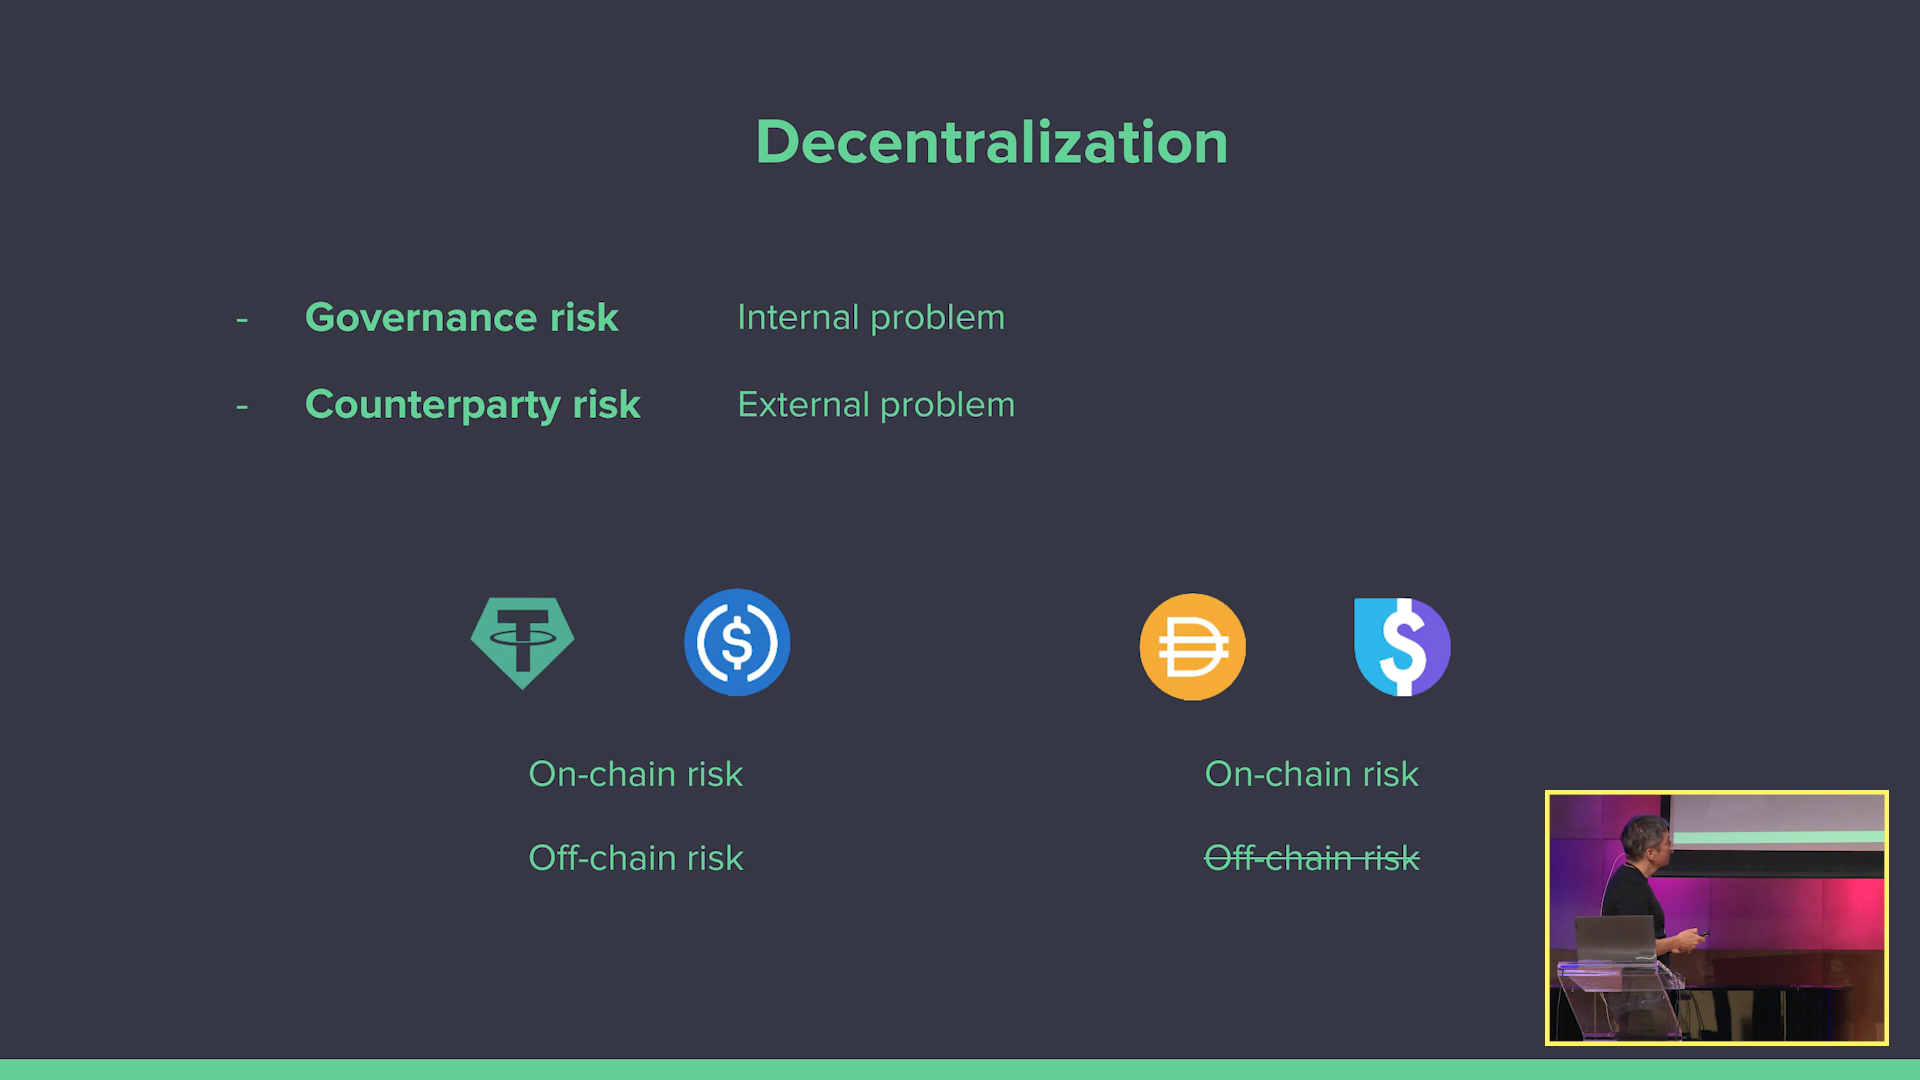 Decentralization
- Governance risk Internal problem
- Counterparty risk External problem
On-chain risk On-chain risk
Off-chain risk Off-chain risk